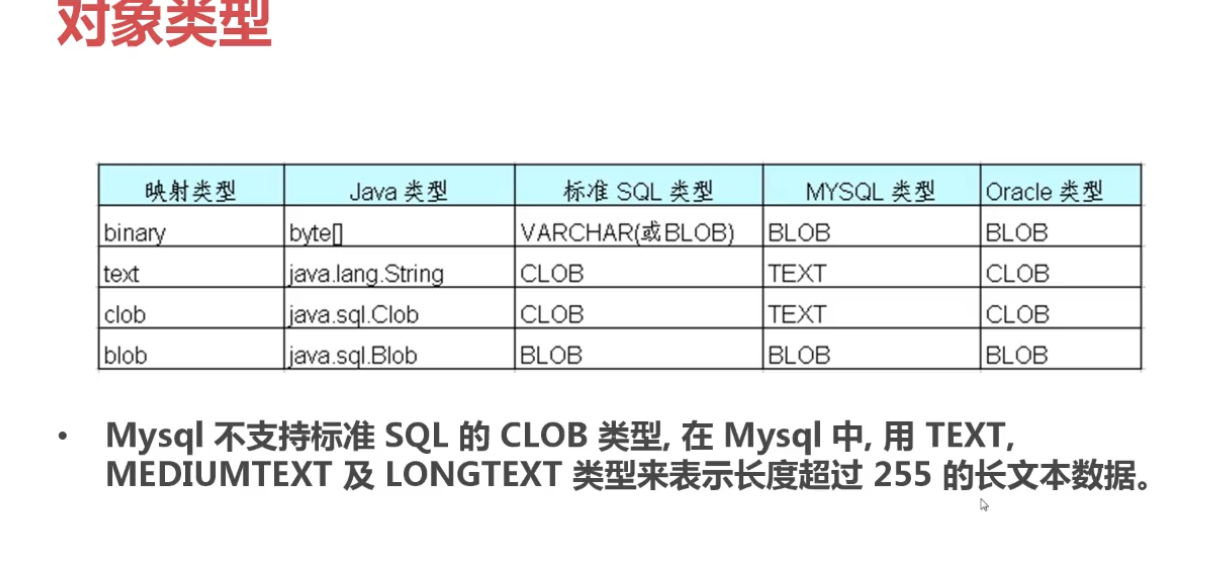 对象类型
映射类型 Java 类型 标准 SQL 类型 MYSQL 类型 Oracle 类型
binary byte[] VARCHAR(或BLOB) BLOB BLOB
text java.lang.String CLOB TEXT CLOB
clob java.sql.Clob CLOB TEXT CLOB
blob java.sql.Blob BLOB BLOB BLOB
• Mysql 不支持标准 SQL 的 CLOB 类型, 在 Mysql 中, 用 TEXT,
MEDIUMTEXT 及 LONGTEXT 类型来表示长度超过 255 的长文本数据。